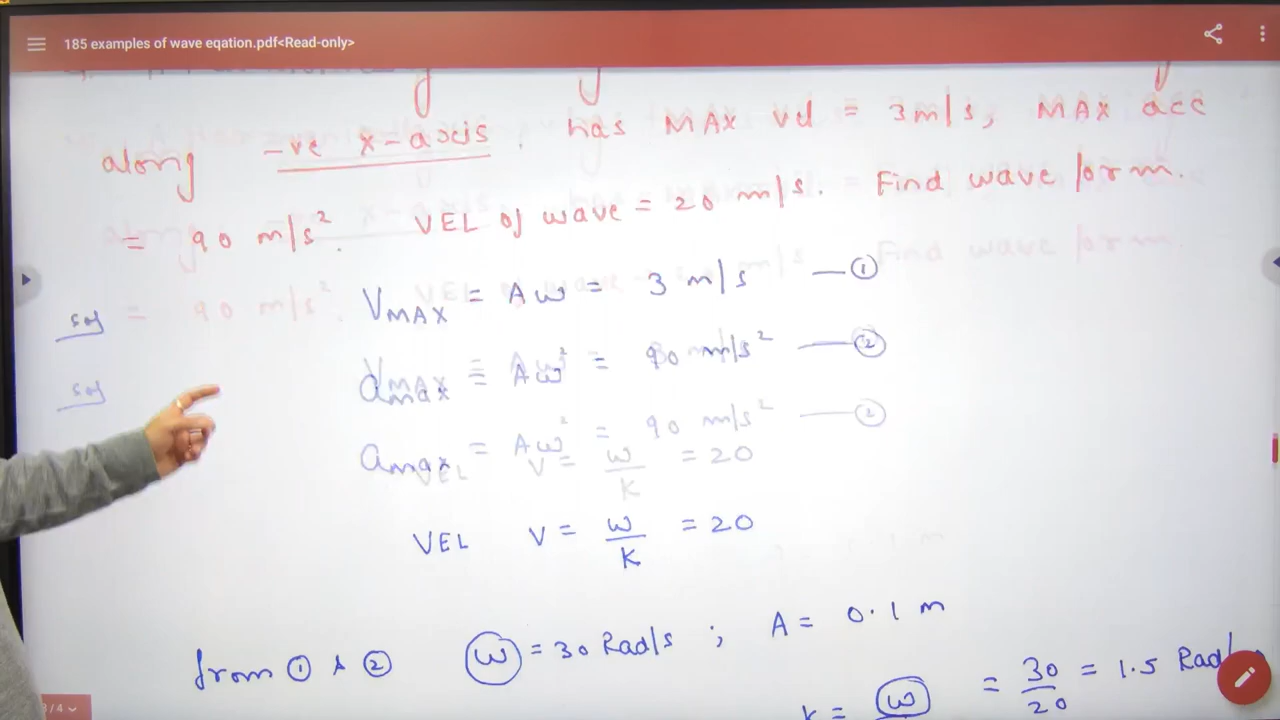 185 examples of wave eqation.pdf<Read-only>
along -ve x-axis. has MAX vel = 3m/s, MAX acc
= 90 m/s². VEL of wave = 20 m/s. Find wave form.
Sol VMAX = Aω = 3 m/s —①
amax = Aω² = 90 m/s² —②
VEL V = ω/K = 20
from ① & ② ω = 30 Rad/s ; A = 0.1 m
K = ω = 30/20 = 1.5 Rad/
3/4